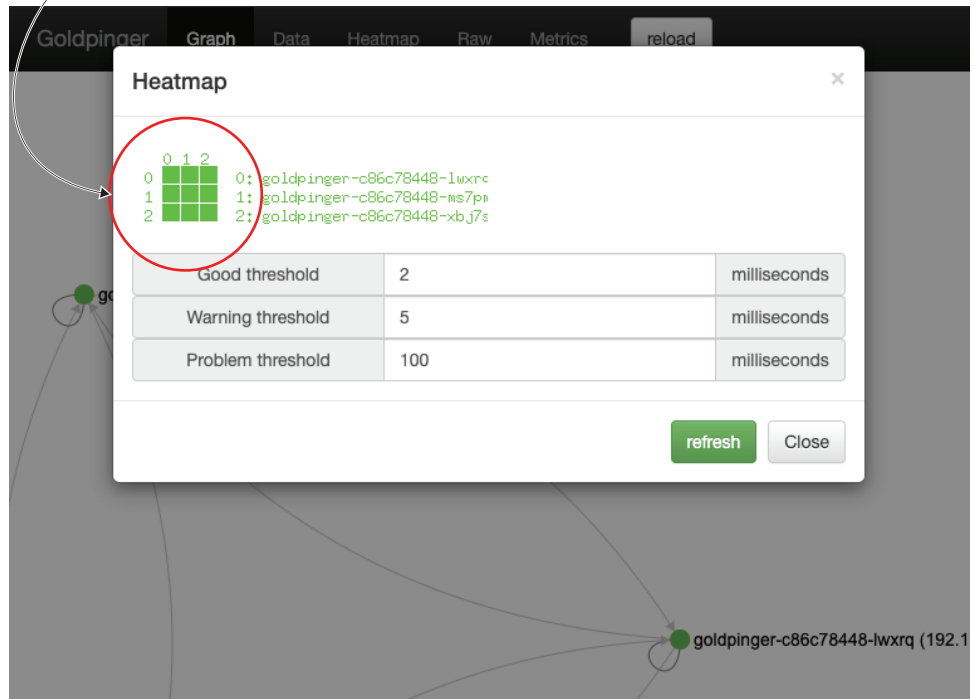 Goldpinger Graph Data Heatmap Raw Metrics reload
Heatmap ×
0 1 2
0 0: goldpinger-c86c78448-lwxrq
1 1: goldpinger-c86c78448-ms7pm
2 2: goldpinger-c86c78448-xbj7s
Good threshold 2 milliseconds
go
Warning threshold 5 milliseconds
Problem threshold 100 milliseconds
refresh Close
goldpinger-c86c78448-lwxrq (192.1